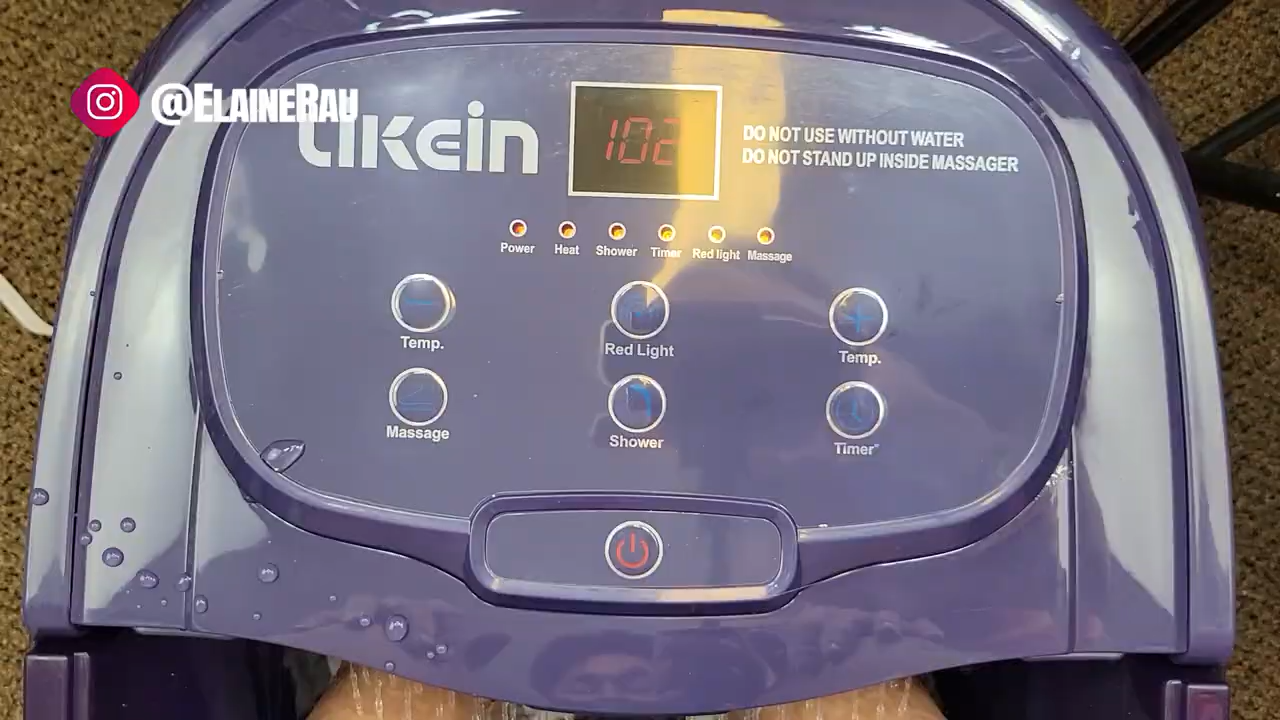 @ElaineRau
Likein
102
DO NOT USE WITHOUT WATER
DO NOT STAND UP INSIDE MASSAGER
Power Heat Shower Timer Red light Massage
Temp. Red Light Temp.
Massage Shower Timer